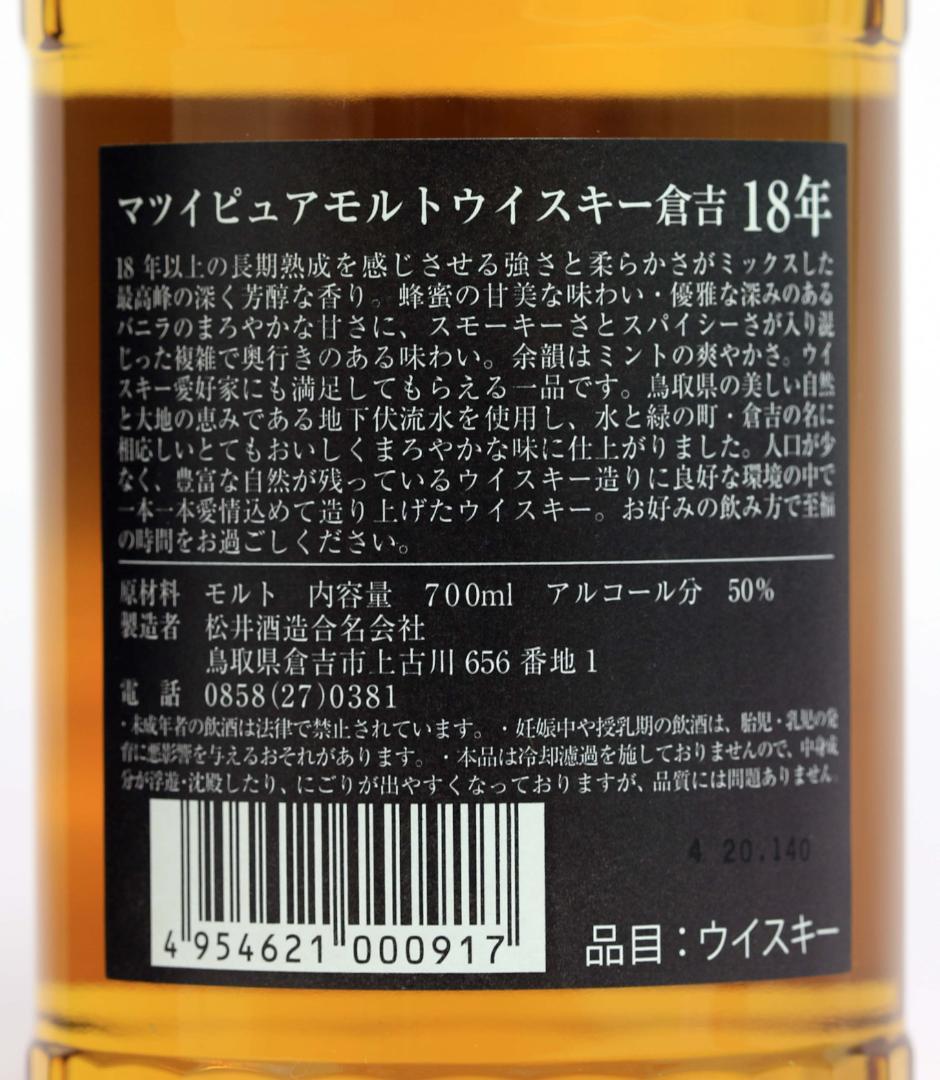 マツイピュアモルトウイスキー倉吉 18年
18 年以上の長期熟成を感じさせる強さと柔らかさがミックスした
最高峰の深く芳醇な香り。蜂蜜の甘美な味わい・優雅な深みのある
バニラのまろやかな甘さに、スモーキーさとスパイシーさが入り混
じった複雑で奥行きのある味わい。余韻はミントの爽やかさ。ウイ
スキー愛好家にも満足してもらえる一品です。鳥取県の美しい自然
と大地の恵みである地下伏流水を使用し、水と緑の町・倉吉の名に
相応しいとてもおいしくまろやかな味に仕上がりました。人口が少
なく、豊富な自然が残っているウイスキー造りに良好な環境の中で
一本一本愛情込めて造り上げたウイスキー。お好みの飲み方で至福
の時間をお過ごしください。
原材料 モルト 内容量 700ml アルコール分 50%
製造者 松井酒造合名会社
鳥取県倉吉市上古川 656 番地 1
電 話 0858(27)0381
・未成年者の飲酒は法律で禁止されています。・妊娠中や授乳期の飲酒は、胎児・乳児の発
育に悪影響を与えるおそれがあります。・本品は冷却濾過を施しておりませんので、中身成
分が浮遊・沈殿したり、にごりが出やすくなっておりますが、品質には問題ありません。
4 20.140
4 954621 000917
品目：ウイスキー